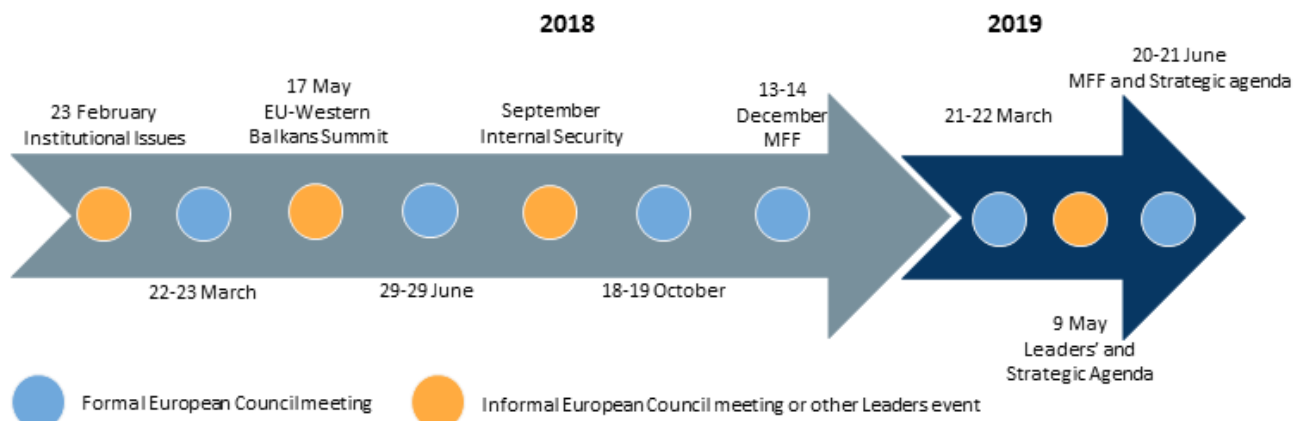 2018
2019
23 February
Institutional Issues
17 May
EU-Western
Balkans Summit
September
Internal Security
13-14
December
MFF
21-22 March
20-21 June
MFF and Strategic agenda
22-23 March
29-29 June
18-19 October
9 May
Leaders' and
Strategic Agenda
Formal European Council meeting
Informal European Council meeting or other Leaders event